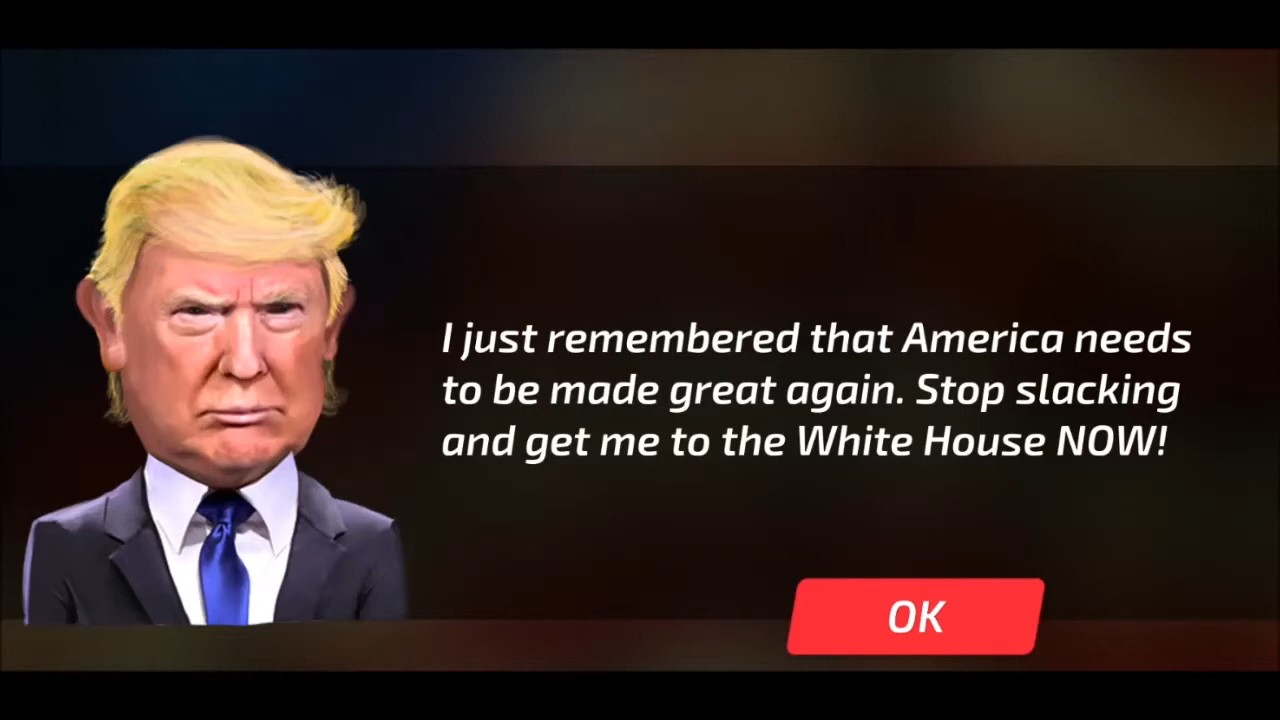 I just remembered that America needs
to be made great again. Stop slacking
and get me to the White House NOW!
OK